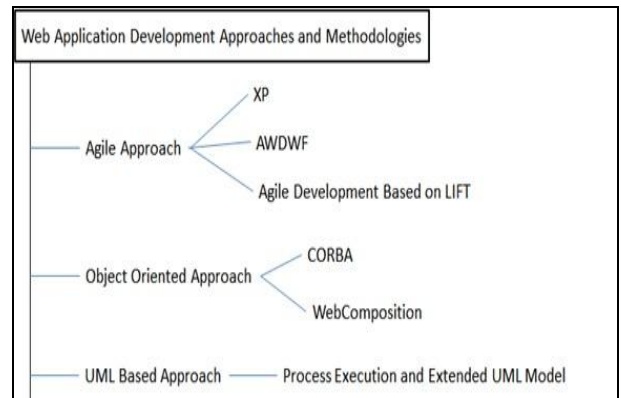 Web Application Development Approaches and Methodologies
XP
Agile Approach
AWDWF
Agile Development Based on LIFT
CORBA
Object Oriented Approach
WebComposition
UML Based Approach
Process Execution and Extended UML Model